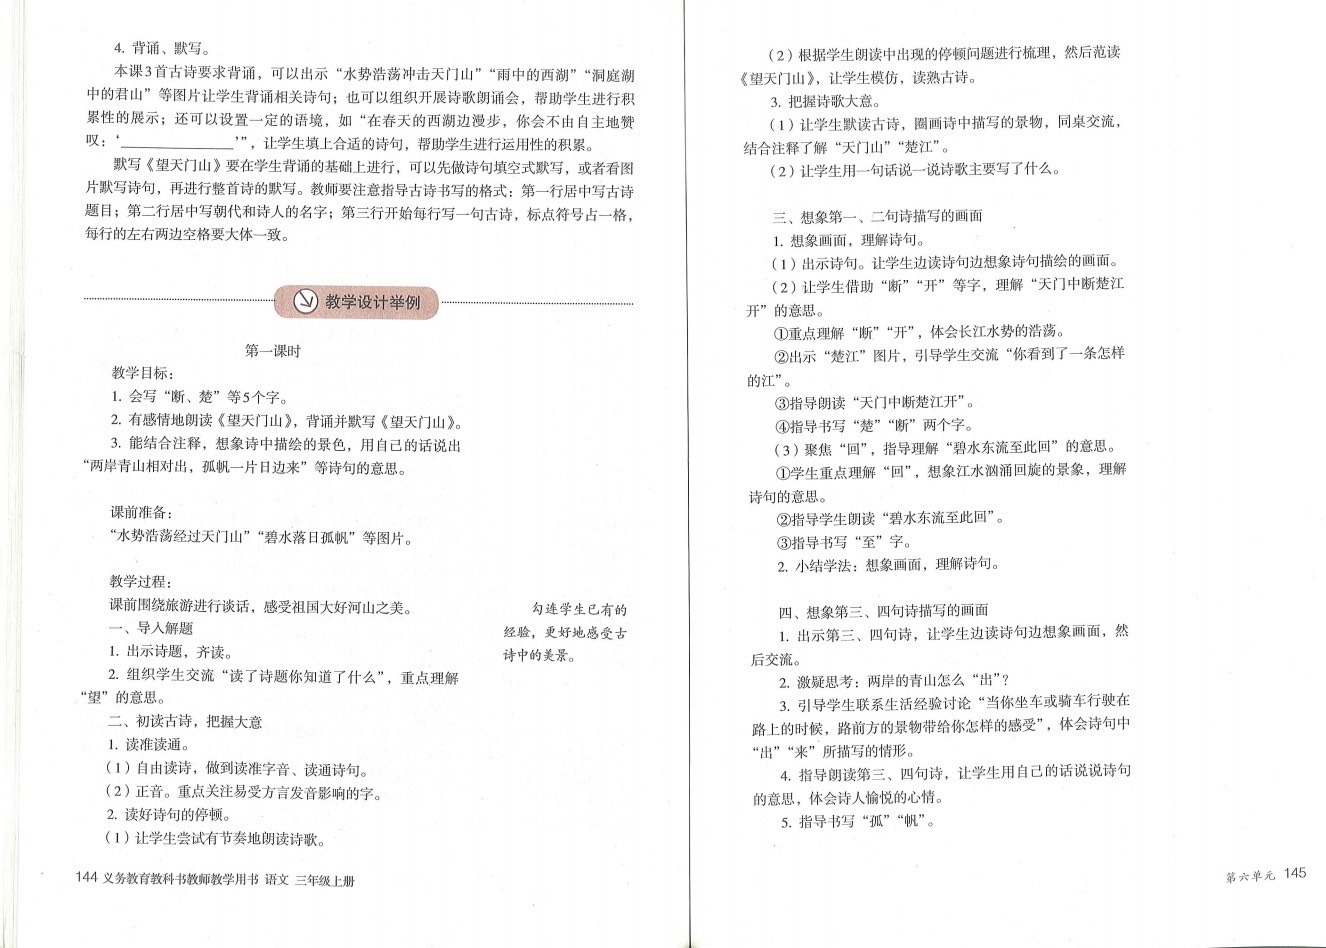 4. 背诵、默写。
本课3首古诗要求背诵，可以出示“水势浩荡冲击天门山”“雨中的西湖”“洞庭湖
中的君山”等图片让学生背诵相关诗句；也可以组织开展诗歌朗诵会，帮助学生进行积
累性的展示；还可以设置一定的语境，如“在春天的西湖边漫步，你会不由自主地赞
叹：‘________________’”，让学生填上合适的诗句，帮助学生进行运用性的积累。
默写《望天门山》要在学生背诵的基础上进行，可以先做诗句填空式默写，或者看图
片默写诗句，再进行整首诗的默写。教师要注意指导古诗书写的格式：第一行居中写古诗
题目；第二行居中写朝代和诗人的名字；第三行开始每行写一句古诗，标点符号占一格，
每行的左右两边空格要大体一致。
教学设计举例
第一课时
教学目标：
1. 会写“断、楚”等5个字。
2. 有感情地朗读《望天门山》，背诵并默写《望天门山》。
3. 能结合注释，想象诗中描绘的景色，用自己的话说出
“两岸青山相对出，孤帆一片日边来”等诗句的意思。
课前准备：
“水势浩荡经过天门山”“碧水落日孤帆”等图片。
教学过程：
课前围绕旅游进行谈话，感受祖国大好河山之美。
一、导入解题
1. 出示诗题，齐读。
2. 组织学生交流“读了诗题你知道了什么”，重点理解
“望”的意思。
二、初读古诗，把握大意
1. 读准读通。
（1）自由读诗，做到读准字音、读通诗句。
（2）正音。重点关注易受方言发音影响的字。
2. 读好诗句的停顿。
（1）让学生尝试有节奏地朗读诗歌。
勾连学生已有的
经验，更好地感受古
诗中的美景。
144 义务教育教科书教师教学用书 语文 三年级上册
（2）根据学生朗读中出现的停顿问题进行梳理，然后范读
《望天门山》，让学生模仿，读熟古诗。
3. 把握诗歌大意。
（1）让学生默读古诗，圈画诗中描写的景物，同桌交流，
结合注释了解“天门山”“楚江”。
（2）让学生用一句话说一说诗歌主要写了什么。
三、想象第一、二句诗描写的画面
1. 想象画面，理解诗句。
（1）出示诗句。让学生边读诗句边想象诗句描绘的画面。
（2）让学生借助“断”“开”等字，理解“天门中断楚江
开”的意思。
①重点理解“断”“开”，体会长江水势的浩荡。
②出示“楚江”图片，引导学生交流“你看到了一条怎样
的江”。
③指导朗读“天门中断楚江开”。
④指导书写“楚”“断”两个字。
（3）聚焦“回”，指导理解“碧水东流至此回”的意思。
①学生重点理解“回”，想象江水汹涌回旋的景象，理解
诗句的意思。
②指导学生朗读“碧水东流至此回”。
③指导书写“至”字。
2. 小结学法：想象画面，理解诗句。
四、想象第三、四句诗描写的画面
1. 出示第三、四句诗，让学生边读诗句边想象画面，然
后交流。
2. 激疑思考：两岸的青山怎么“出”？
3. 引导学生联系生活经验讨论“当你坐车或骑车行驶在
路上的时候，路前方的景物带给你怎样的感受”，体会诗句中
“出”“来”所描写的情形。
4. 指导朗读第三、四句诗，让学生用自己的话说说诗句
的意思，体会诗人愉悦的心情。
5. 指导书写“孤”“帆”。
第六单元 145